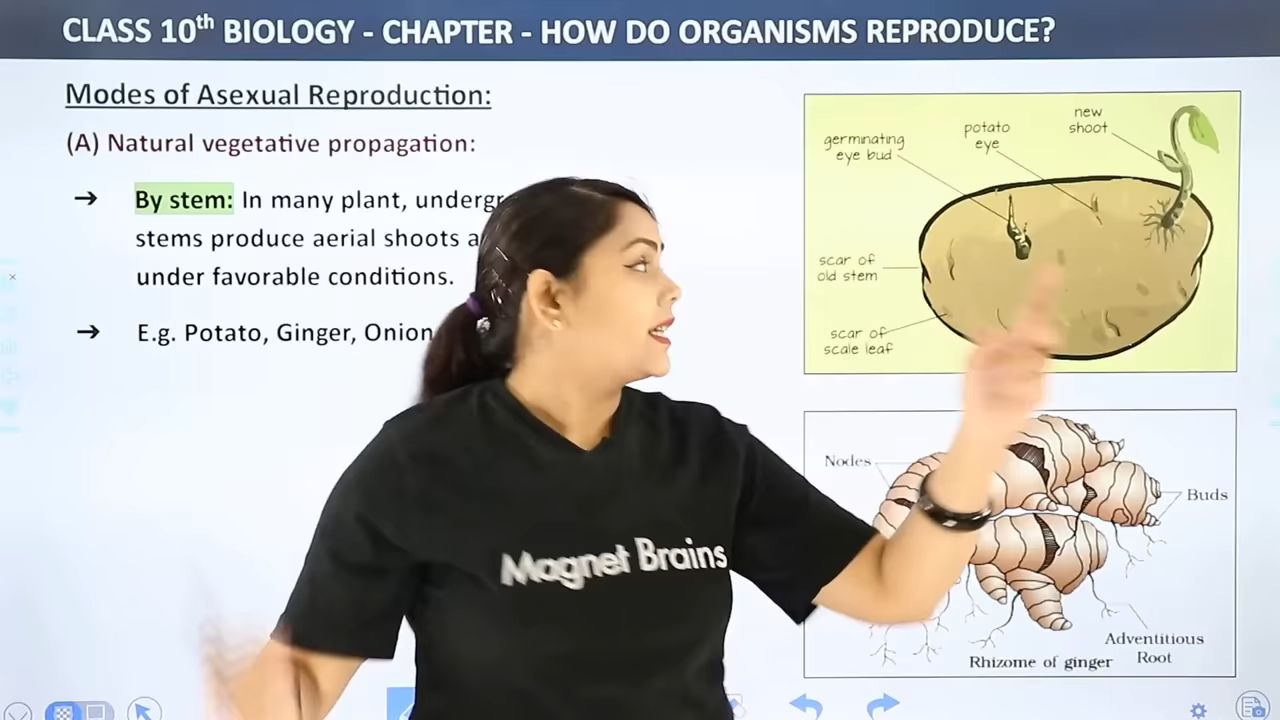 CLASS 10th BIOLOGY - CHAPTER - HOW DO ORGANISMS REPRODUCE?
Modes of Asexual Reproduction:
(A) Natural vegetative propagation:
→ By stem: In many plant,
stems produce aerial shoots
under favorable conditions.
→ E.g. Potato, Ginger, Onion
germinating
eye bud
potato
eye
new
shoot
scar of
old stem
scar of
scale leaf
Nodes
Buds
Adventitious
Root
Rhizome of ginger
Magnet Brains